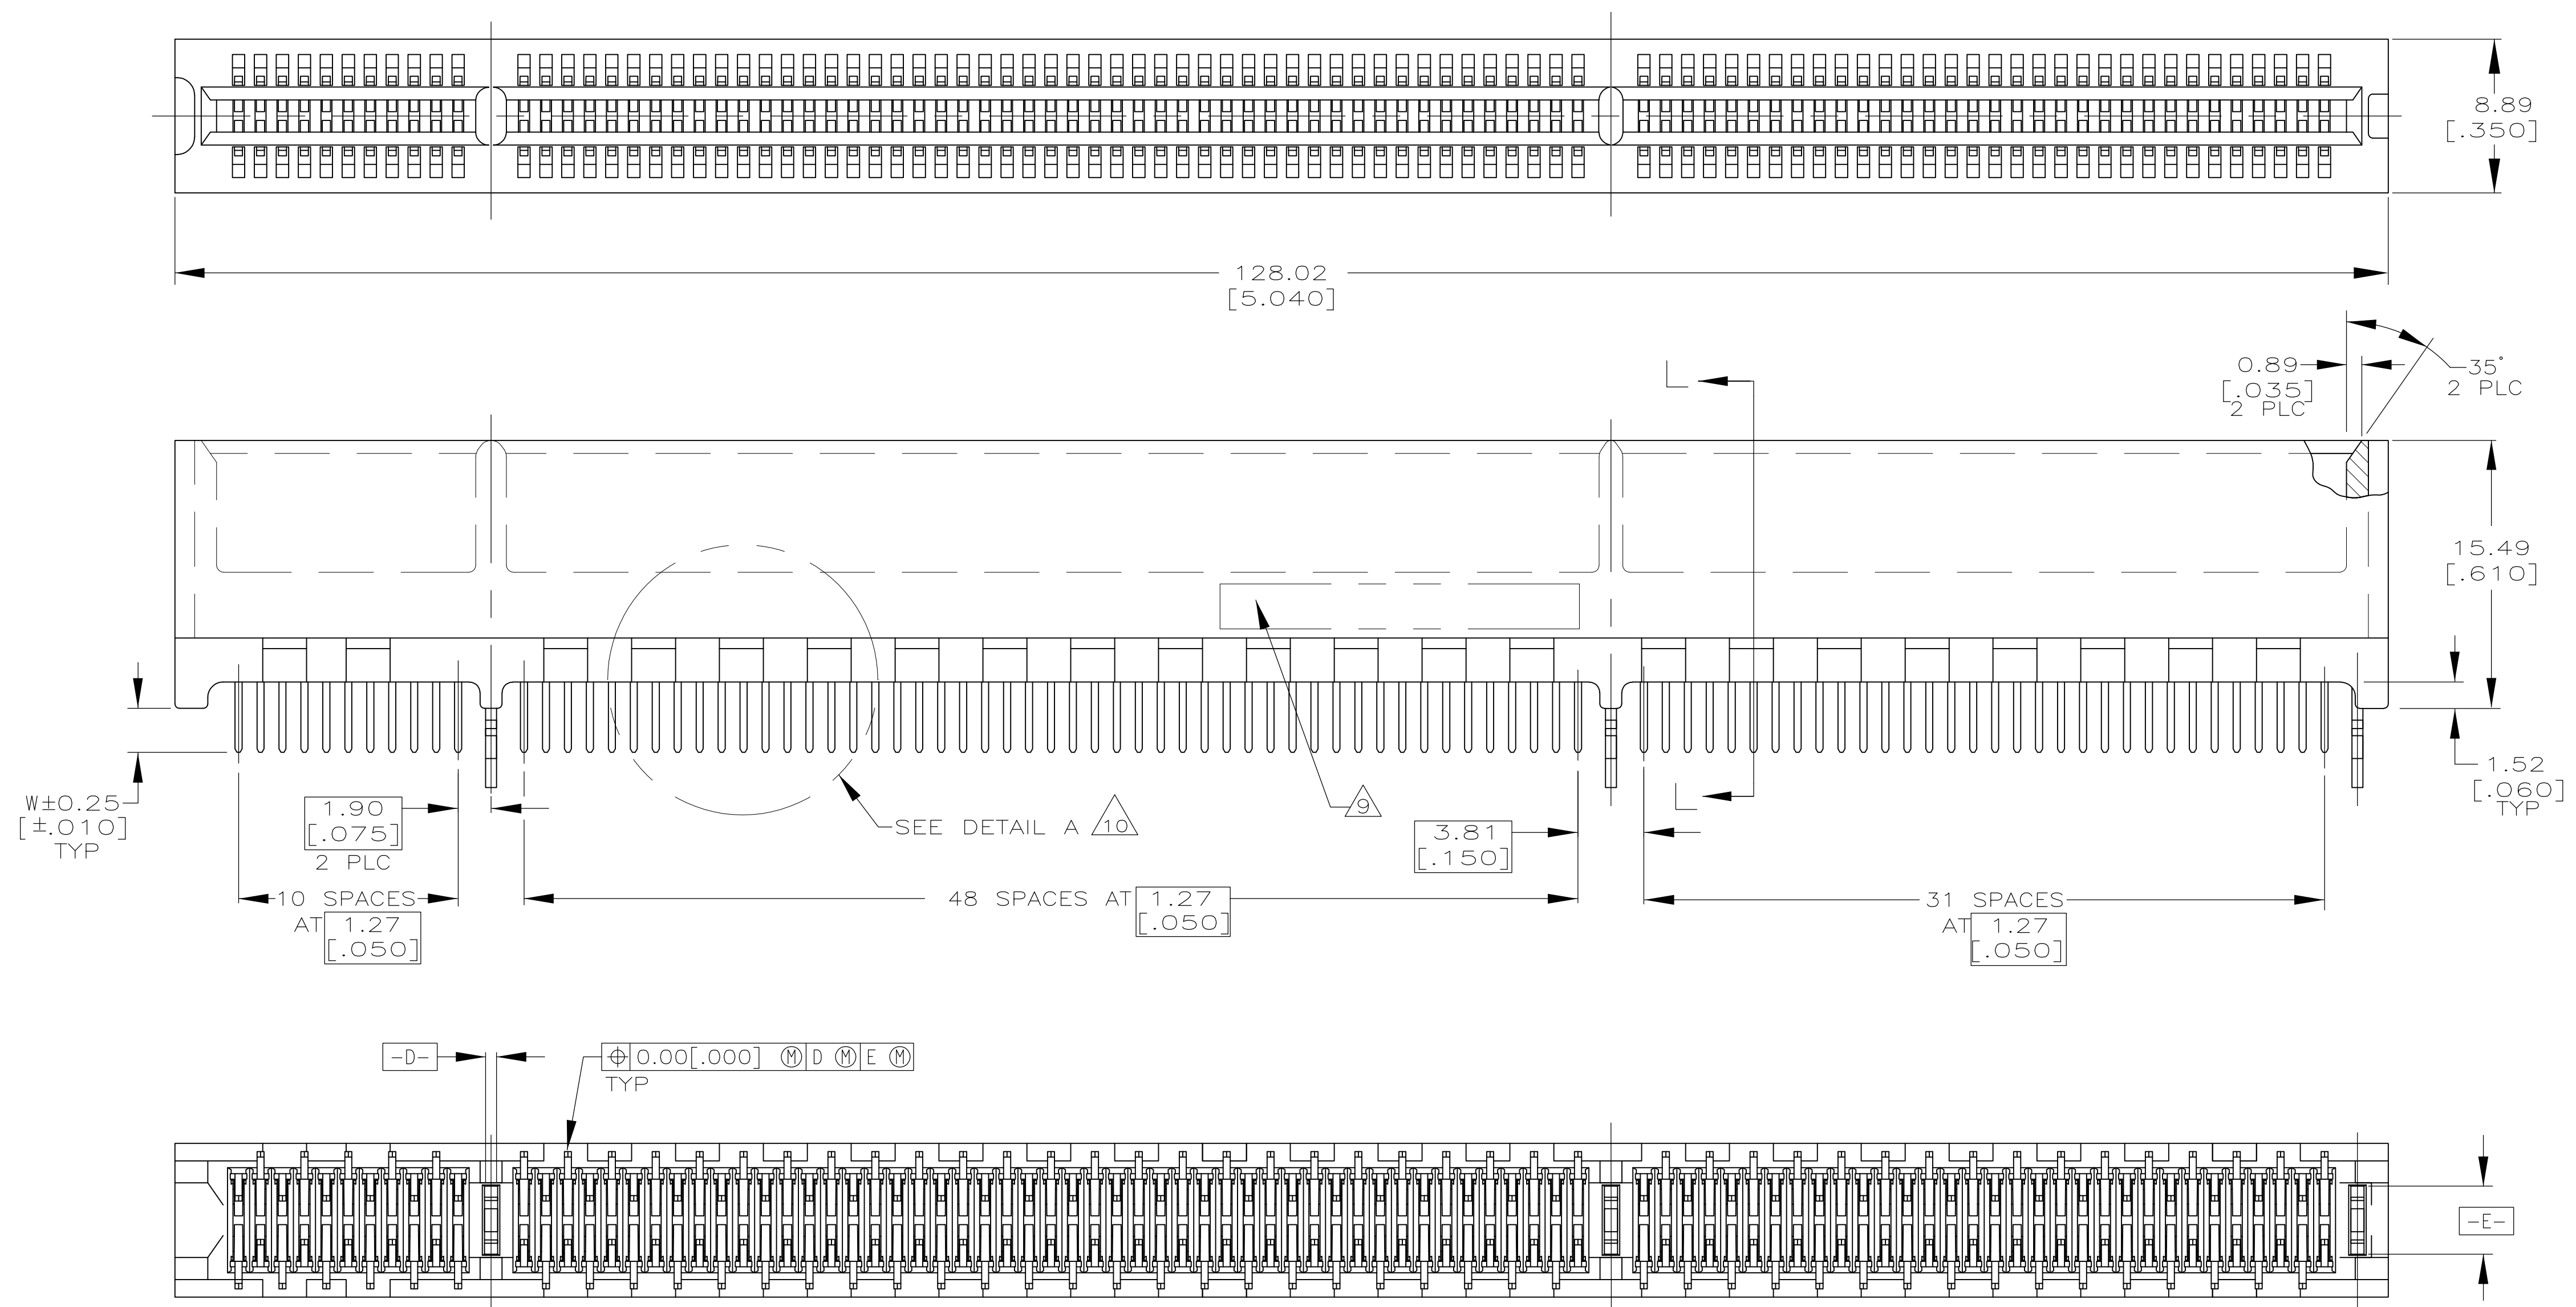 8.89
[.350]
128.02
[5.040]
0.89
[.035]
2 PLC
35°
2 PLC
15.49
[.610]
1.52
[.060]
TYP
W±0.25
[±.010]
TYP
1.90
[.075]
2 PLC
SEE DETAIL A 10
9
3.81
[.150]
10 SPACES
AT 1.27
[.050]
48 SPACES AT 1.27
[.050]
31 SPACES
AT 1.27
[.050]
-D-
⌖ 0.00[.000] Ⓜ D Ⓜ E Ⓜ
TYP
-E-